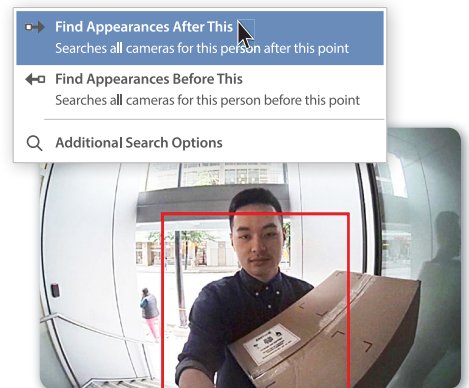 Find Appearances After This
Searches all cameras for this person after this point
Find Appearances Before This
Searches all cameras for this person before this point
Additional Search Options